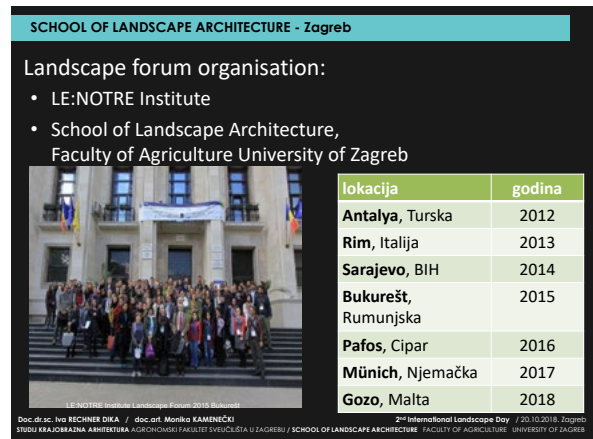 SCHOOL OF LANDSCAPE ARCHITECTURE - Zagreb
Landscape forum organisation:
• LE:NOTRE Institute
• School of Landscape Architecture,
Faculty of Agriculture University of Zagreb
lokacija godina
Antalya, Turska 2012
Rim, Italija 2013
Sarajevo, BIH 2014
Bukurešt, 2015
Rumunjska
Pafos, Cipar 2016
Münich, Njemačka 2017
Gozo, Malta 2018
LE:NOTRE Institute Landscape Forum 2015 Bukurešt
Doc.dr.sc. Iva RECHNER DIKA / doc.art. Monika KAMENEČKI 2nd International Landscape Day / 20.10.2018. Zagreb
STUDIJ KRAJOBRAZNA ARHITEKTURA AGRONOMSKI FAKULTET SVEUČILIŠTA U ZAGREBU / SCHOOL OF LANDSCAPE ARCHITECTURE FACULTY OF AGRICULTURE UNIVERSITY OF ZAGREB